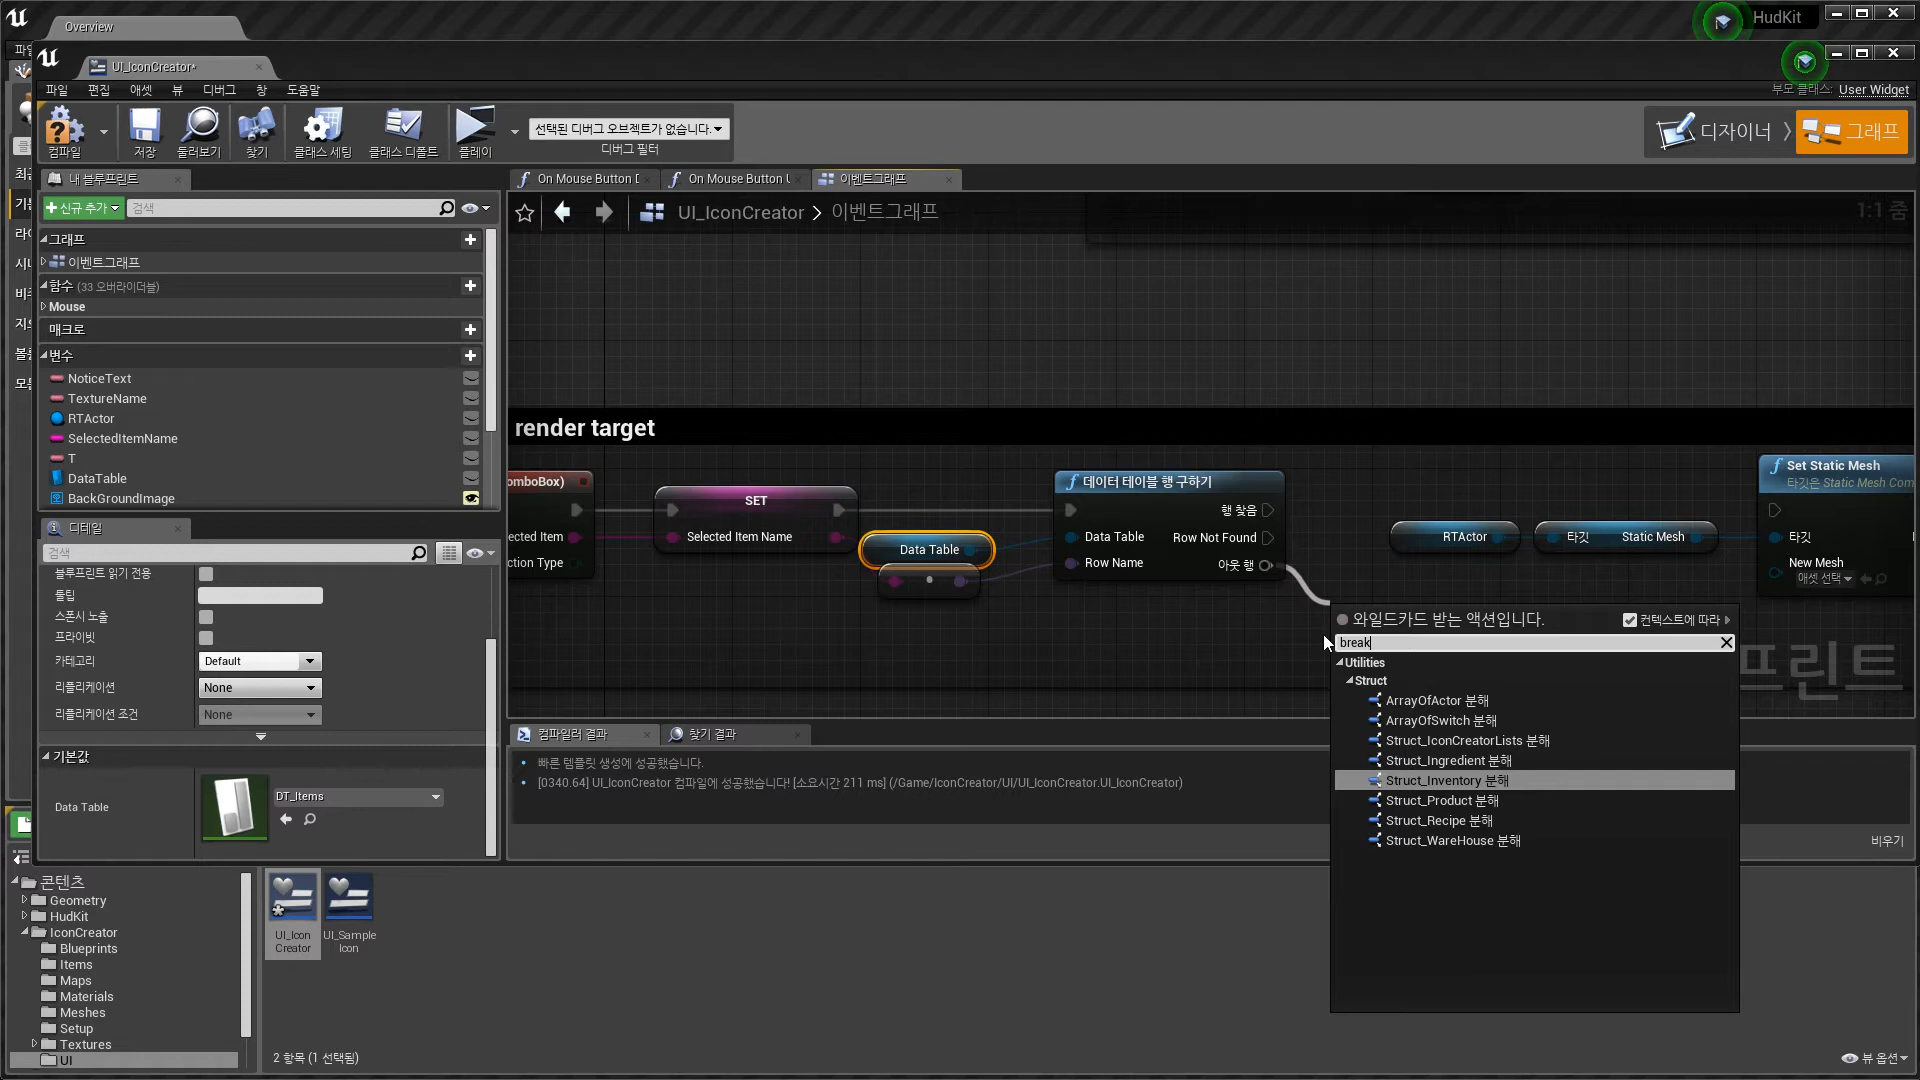 Overview
HudKit
UI_IconCreator*
파일 편집 애셋 뷰 디버그 창 도움말
부모 클래스: User Widget
컴파일
저장
둘러보기
찾기
클래스 세팅
클래스 디폴트
플레이
선택된 디버그 오브젝트가 없습니다.
디버그 필터
디자이너
그래프
내 블루프린트
On Mouse Button
On Mouse Button
이벤트그래프
신규 추가
검색
UI_IconCreator > 이벤트그래프
1:1 줌
그래프
이벤트그래프
함수 (33 오버라이더블)
Mouse
매크로
변수
NoticeText
TextureName
RTActor
SelectedItemName
T
DataTable
BackGroundImage
render target
omboBox)
ected Item
ction Type
SET
Selected Item Name
Data Table
데이터 테이블 행 구하기
행 찾음
Data Table
Row Not Found
Row Name
아웃 행
RTActor
타깃
Static Mesh
Set Static Mesh
타깃은 Static Mesh Com
타깃
New Mesh
애셋 선택
와일드카드 받는 액션입니다.
컨텍스트에 따라
break
Utilities
Struct
ArrayOfActor 분해
ArrayOfSwitch 분해
Struct_IconCreatorLists 분해
Struct_Ingredient 분해
Struct_Inventory 분해
Struct_Product 분해
Struct_Recipe 분해
Struct_WareHouse 분해
프린트
디테일
검색
블루프린트 읽기 전용
툴팁
스폰시 노출
프라이빗
카테고리
Default
리플리케이션
None
리플리케이션 조건
None
기본값
Data Table
DT_Items
컴파일러 결과
찾기 결과
빠른 템플릿 생성에 성공했습니다.
[0340.64] UI_IconCreator 컴파일에 성공했습니다! [소요시간 211 ms] (/Game/IconCreator/UI/UI_IconCreator.UI_IconCreator)
비우기
콘텐츠
Geometry
HudKit
IconCreator
Blueprints
Items
Maps
Materials
Meshes
Setup
Textures
UI
UI_Icon
Creator
UI_Sample
Icon
2 항목 (1 선택됨)
뷰 옵션